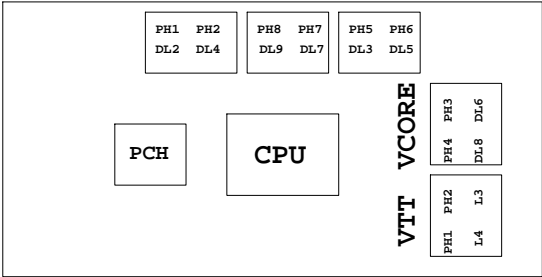 PH1 PH2
DL2 DL4
PH8 PH7
DL9 DL7
PH5 PH6
DL3 DL5
PCH
CPU
VCORE
PH3 DL6
PH4 DL8
VTT
PH2 L3
PH1 L4